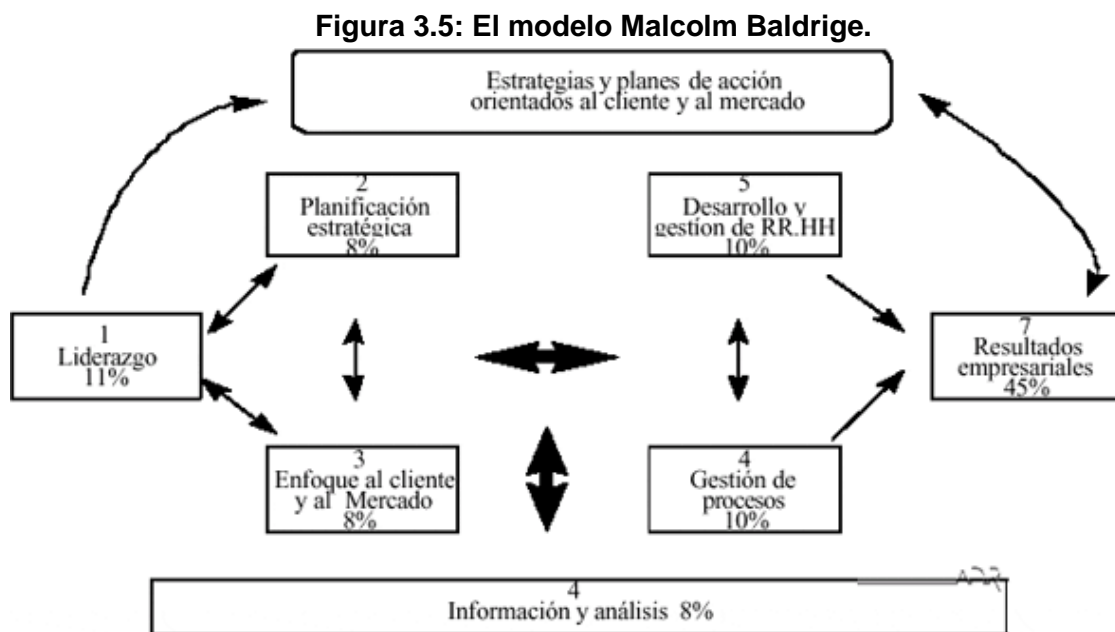 Figura 3.5: El modelo Malcolm Baldrige.
Estrategias y planes de acción
orientados al cliente y al mercado
2
Planificación
estratégica
8%
5
Desarrollo y
gestion de RR.HH
10%
1
Liderazgo
11%
7
Resultados
empresariales
45%
3
Enfoque al cliente
y al Mercado
8%
4
Gestión de
procesos
10%
4
Información y análisis 8%